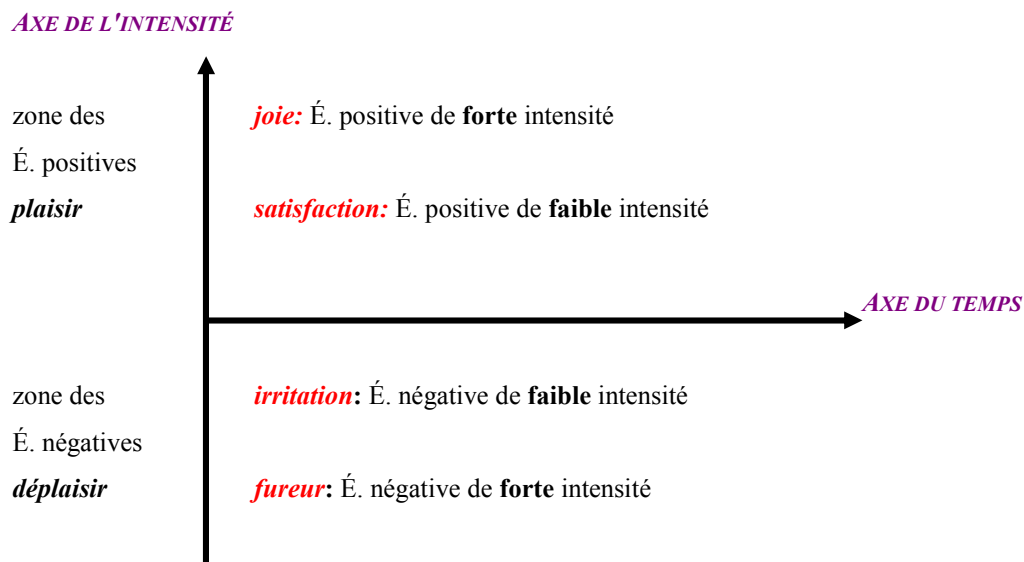 AXE DE L'INTENSITÉ
zone des
joie: É. positive de forte intensité
É. positives
plaisir
satisfaction: É. positive de faible intensité
AXE DU TEMPS
zone des
irritation: É. négative de faible intensité
É. négatives
déplaisir
fureur: É. négative de forte intensité